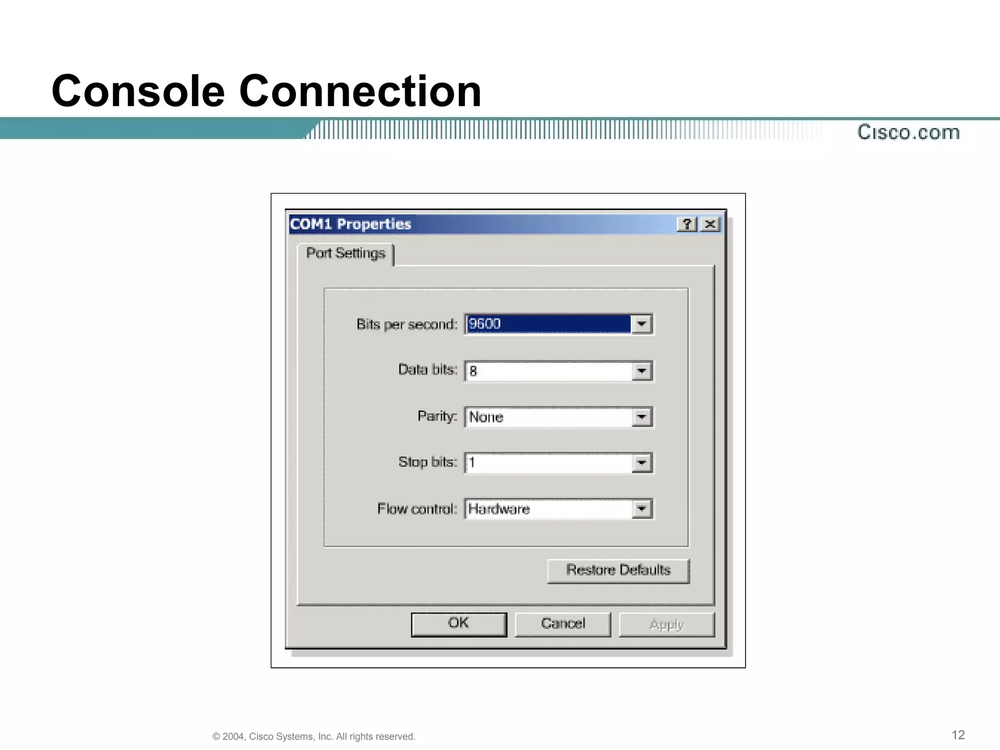 Console Connection
Cisco.com
COM1 Properties
Port Settings
Bits per second: 9600
Data bits: 8
Parity: None
Stop bits: 1
Flow control: Hardware
Restore Defaults
OK Cancel Apply
© 2004, Cisco Systems, Inc. All rights reserved. 12